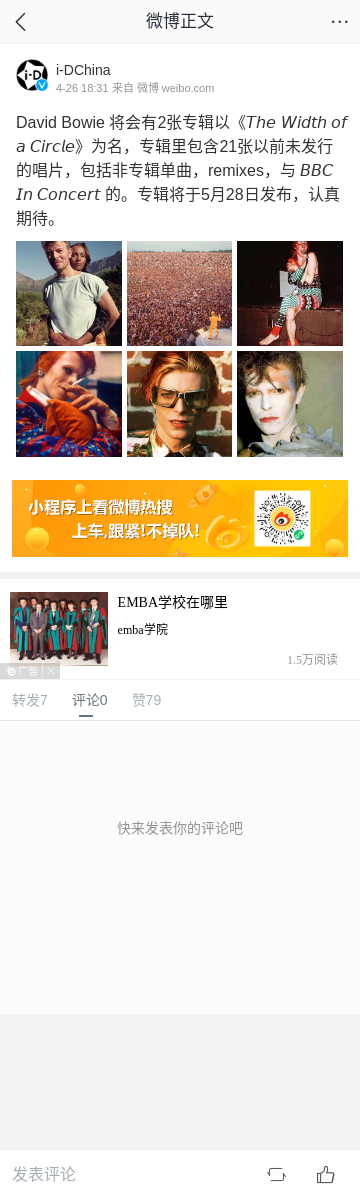 微博正文
i-D
i-DChina
4-26 18:31 来自 微博 weibo.com
David Bowie 将会有2张专辑以《The Width of
a Circle》为名，专辑里包含21张以前未发行
的唱片，包括非专辑单曲，remixes，与 BBC
In Concert 的。专辑将于5月28日发布，认真
期待。
小程序上看微博热搜
上车,跟紧!不掉队!
EMBA学校在哪里
emba学院
1.5万阅读
广告
转发7 评论0 赞79
快来发表你的评论吧
发表评论